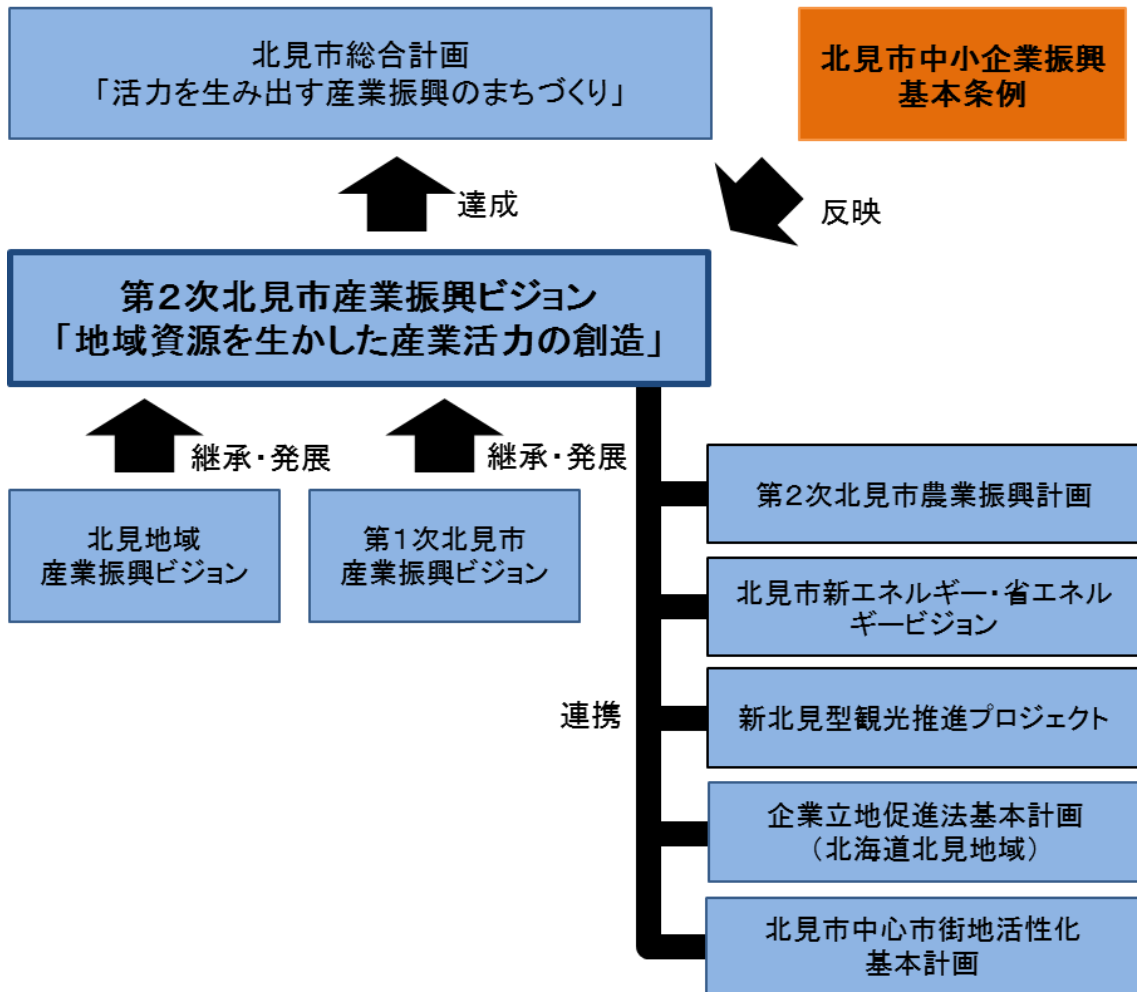 北見市総合計画
「活力を生み出す産業振興のまちづくり」
北見市中小企業振興
基本条例
達成
反映
第2次北見市産業振興ビジョン
「地域資源を生かした産業活力の創造」
継承・発展
継承・発展
北見地域
産業振興ビジョン
第1次北見市
産業振興ビジョン
連携
第2次北見市農業振興計画
北見市新エネルギー・省エネル
ギービジョン
新北見型観光推進プロジェクト
企業立地促進法基本計画
(北海道北見地域)
北見市中心市街地活性化
基本計画